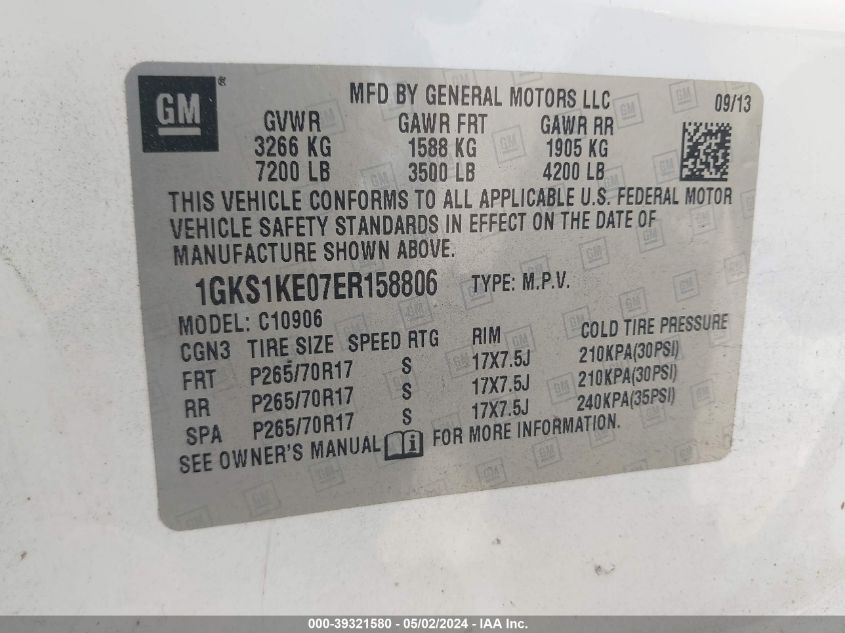 GM®
MFD BY GENERAL MOTORS LLC 09/13
GVWR GAWR FRT GAWR RR
3266 KG 1588 KG 1905 KG
7200 LB 3500 LB 4200 LB
THIS VEHICLE CONFORMS TO ALL APPLICABLE U.S. FEDERAL MOTOR
VEHICLE SAFETY STANDARDS IN EFFECT ON THE DATE OF
MANUFACTURE SHOWN ABOVE.
1GKS1KE07ER158806 TYPE: M.P.V.
MODEL: C10906
CGN3 TIRE SIZE SPEED RTG RIM COLD TIRE PRESSURE
FRT P265/70R17 S 17X7.5J 210KPA(30PSI)
RR P265/70R17 S 17X7.5J 210KPA(30PSI)
SPA P265/70R17 S 17X7.5J 240KPA(35PSI)
SEE OWNER'S MANUAL FOR MORE INFORMATION.
000-39321580 - 05/02/2024 - IAA Inc.